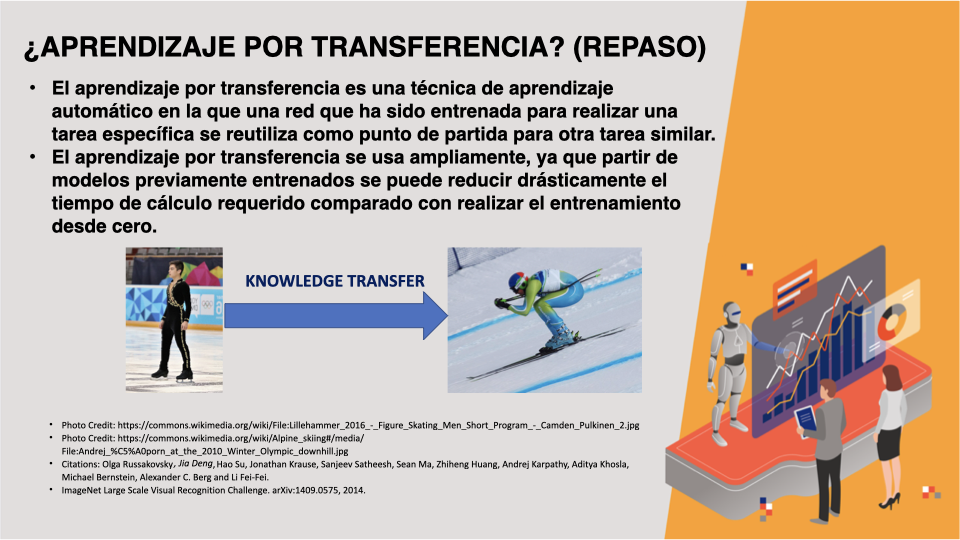 ¿APRENDIZAJE POR TRANSFERENCIA? (REPASO)
• El aprendizaje por transferencia es una técnica de aprendizaje
automático en la que una red que ha sido entrenada para realizar una
tarea específica se reutiliza como punto de partida para otra tarea similar.
• El aprendizaje por transferencia se usa ampliamente, ya que partir de
modelos previamente entrenados se puede reducir drásticamente el
tiempo de cálculo requerido comparado con realizar el entrenamiento
desde cero.
KNOWLEDGE TRANSFER
• Photo Credit: https://commons.wikimedia.org/wiki/File:Lillehammer_2016_-_Figure_Skating_Men_Short_Program_-_Camden_Pulkinen_2.jpg
• Photo Credit: https://commons.wikimedia.org/wiki/Alpine_skiing#/media/
File:Andrej_%C5%A0porn_at_the_2010_Winter_Olympic_downhill.jpg
• Citations: Olga Russakovsky, Jia Deng, Hao Su, Jonathan Krause, Sanjeev Satheesh, Sean Ma, Zhiheng Huang, Andrej Karpathy, Aditya Khosla,
Michael Bernstein, Alexander C. Berg and Li Fei-Fei.
• ImageNet Large Scale Visual Recognition Challenge. arXiv:1409.0575, 2014.